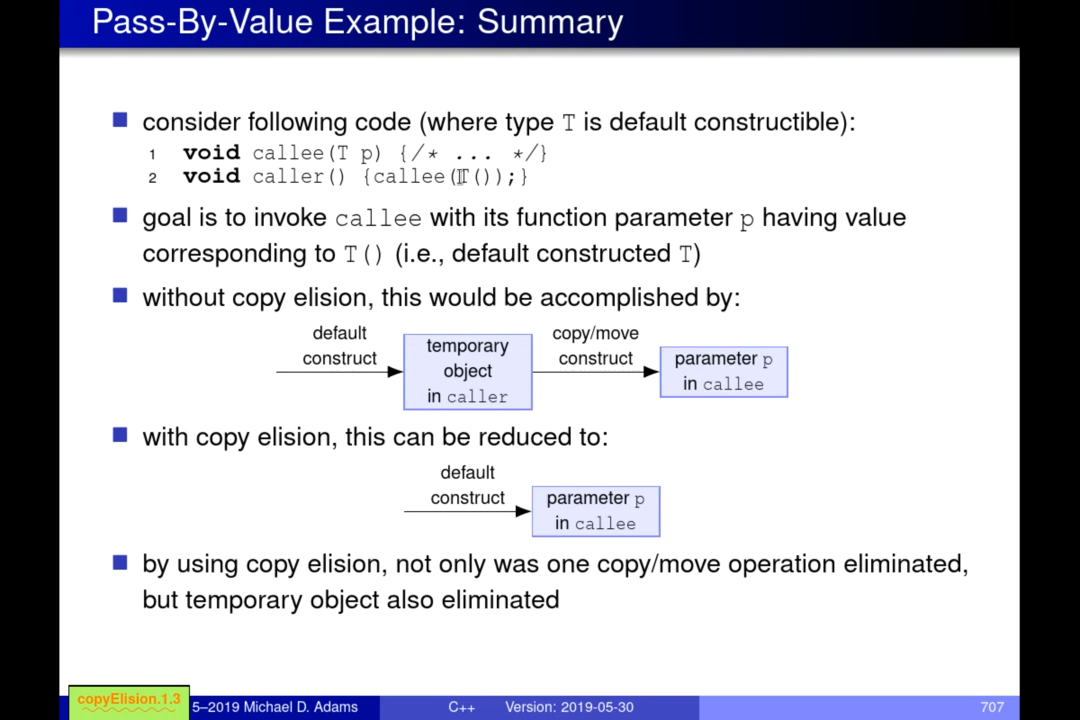 Pass-By-Value Example: Summary
consider following code (where type T is default constructible):
1 void callee(T p) {/* ... */}
2 void caller() {callee(T());}
goal is to invoke callee with its function parameter p having value
corresponding to T() (i.e., default constructed T)
without copy elision, this would be accomplished by:
default
construct
temporary
object
in caller
copy/move
construct
parameter p
in callee
with copy elision, this can be reduced to:
default
construct
parameter p
in callee
by using copy elision, not only was one copy/move operation eliminated,
but temporary object also eliminated
copyElision.1.3
5–2019 Michael D. Adams
C++
Version: 2019-05-30
707